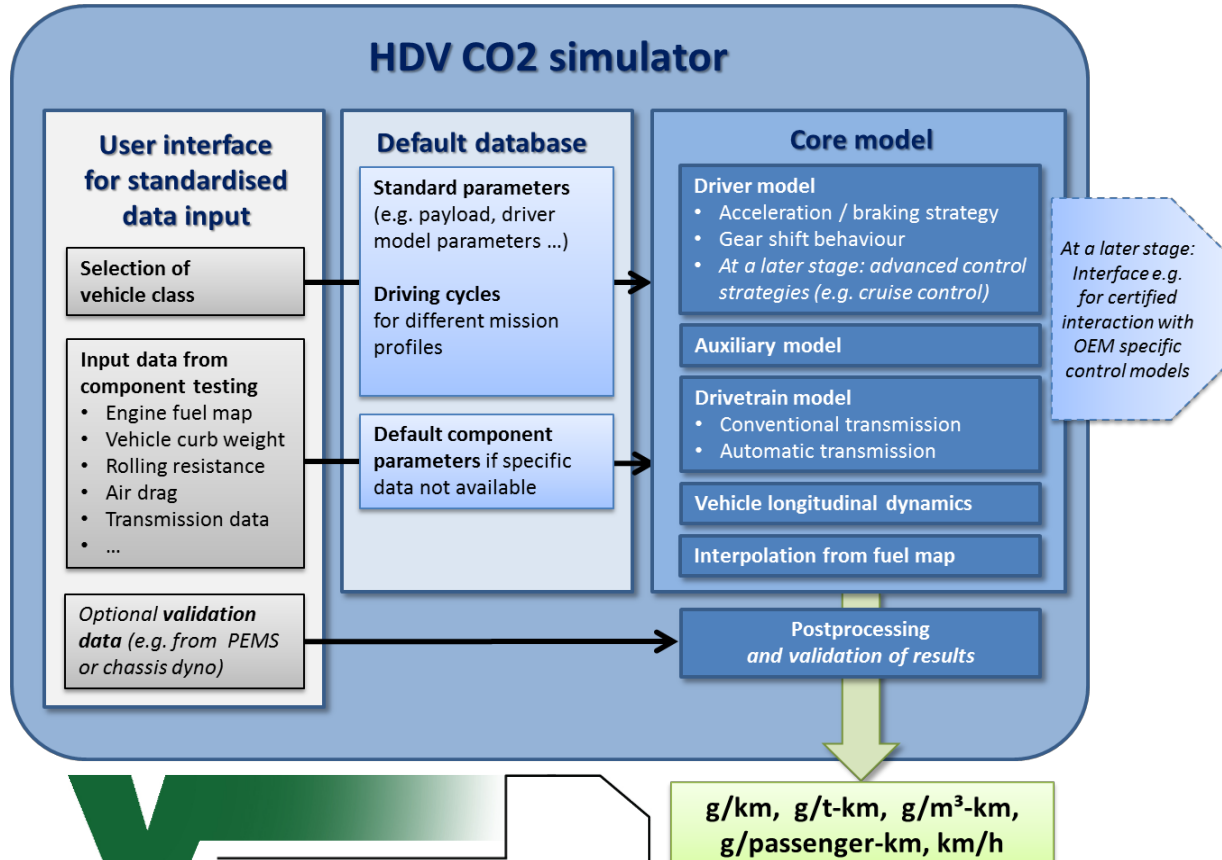 HDV CO2 simulator
User interface
for standardised
data input
Selection of
vehicle class
Input data from
component testing
• Engine fuel map
• Vehicle curb weight
• Rolling resistance
• Air drag
• Transmission data
• ...
Optional validation
data (e.g. from PEMS
or chassis dyno)
Default database
Standard parameters
(e.g. payload, driver
model parameters ...)
Driving cycles
for different mission
profiles
Default component
parameters if specific
data not available
Core model
Driver model
• Acceleration / braking strategy
• Gear shift behaviour
• At a later stage: advanced control
strategies (e.g. cruise control)
Auxiliary model
Drivetrain model
• Conventional transmission
• Automatic transmission
Vehicle longitudinal dynamics
Interpolation from fuel map
Postprocessing
and validation of results
At a later stage:
Interface e.g.
for certified
interaction with
OEM specific
control models
g/km, g/t-km, g/m³-km,
g/passenger-km, km/h